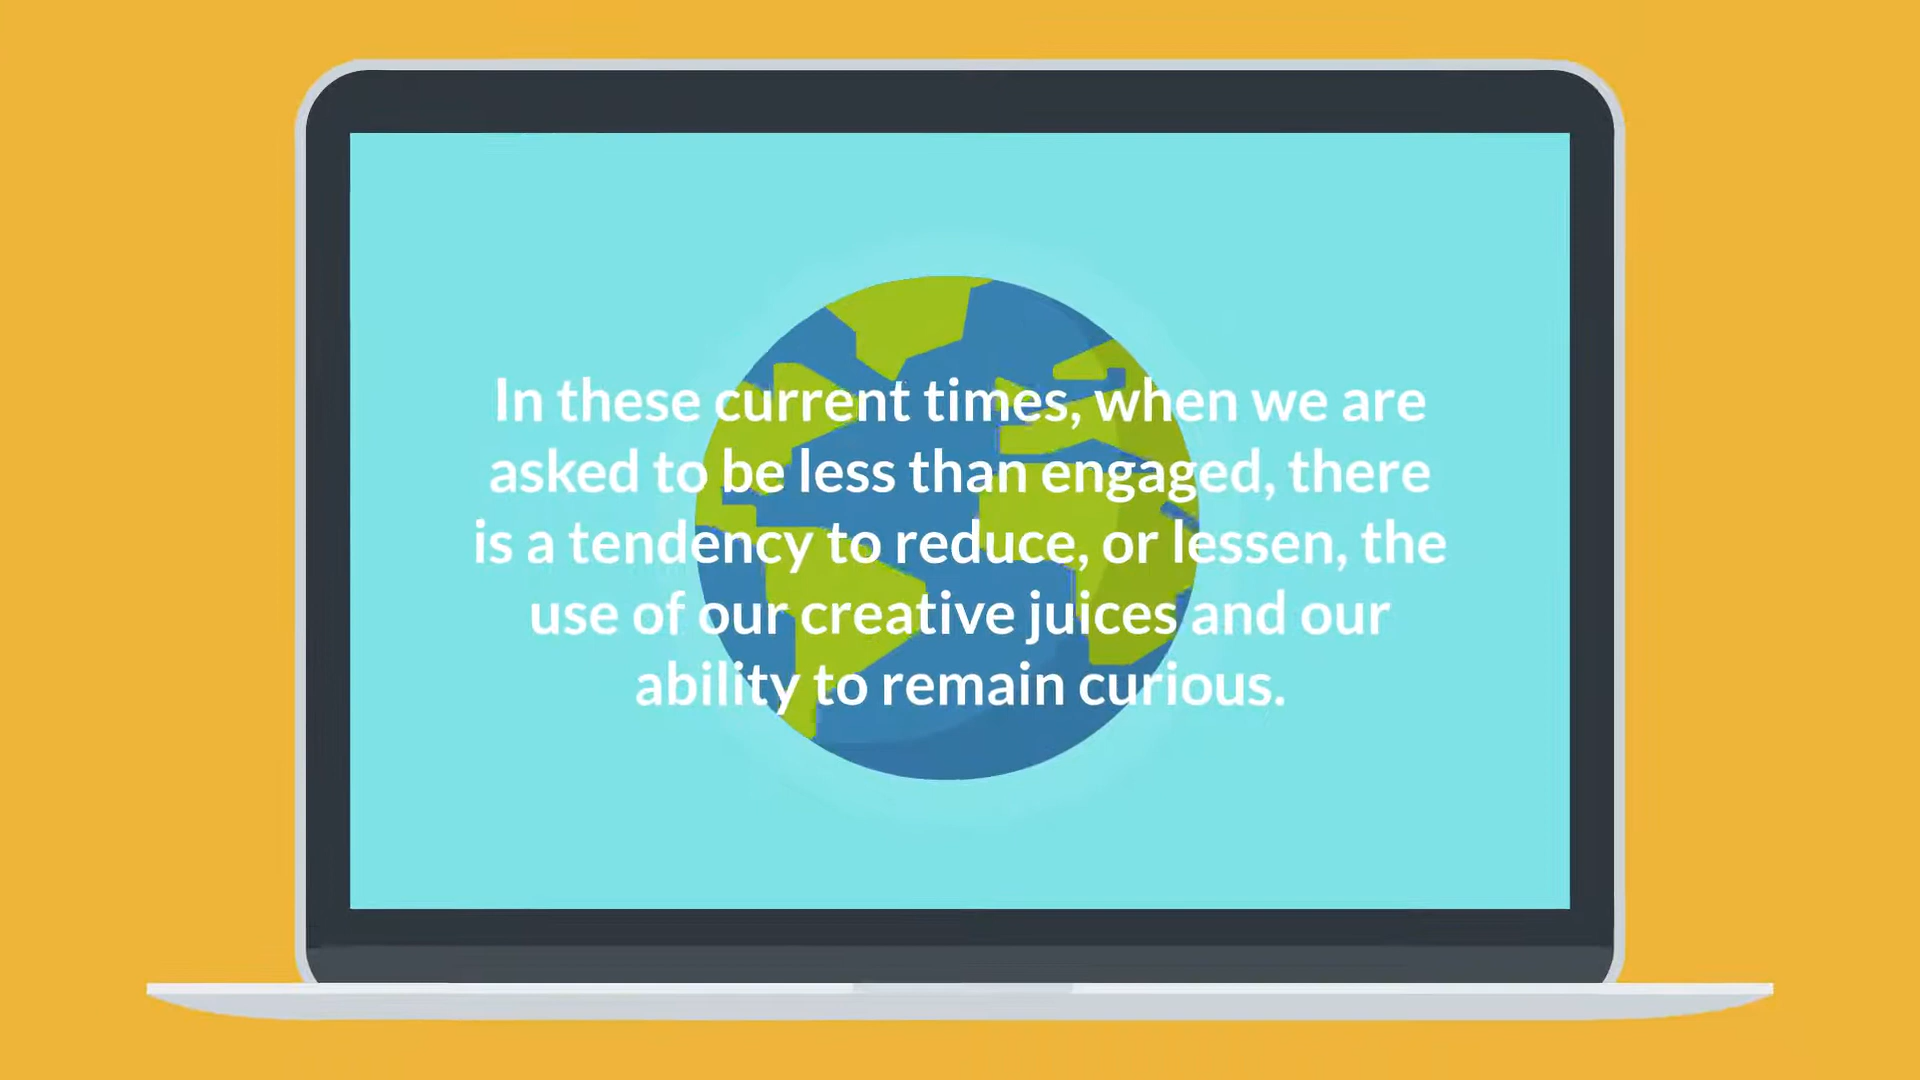 In these current times, when we are
asked to be less than engaged, there
is a tendency to reduce, or lessen, the
use of our creative juices and our
ability to remain curious.